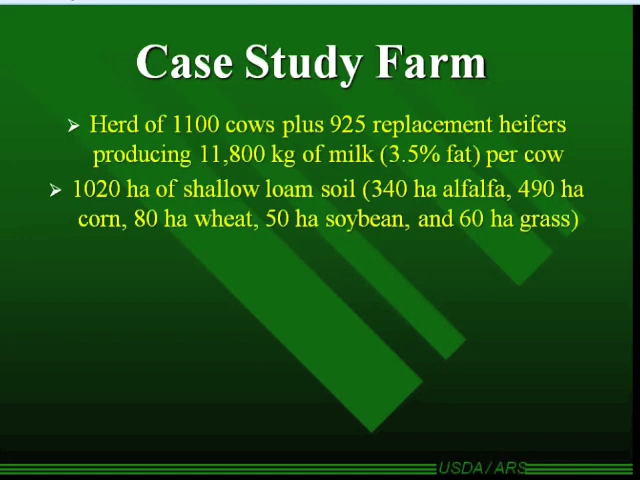 Case Study Farm
➢ Herd of 1100 cows plus 925 replacement heifers
producing 11,800 kg of milk (3.5% fat) per cow
➢ 1020 ha of shallow loam soil (340 ha alfalfa, 490 ha
corn, 80 ha wheat, 50 ha soybean, and 60 ha grass)
USDA/ARS